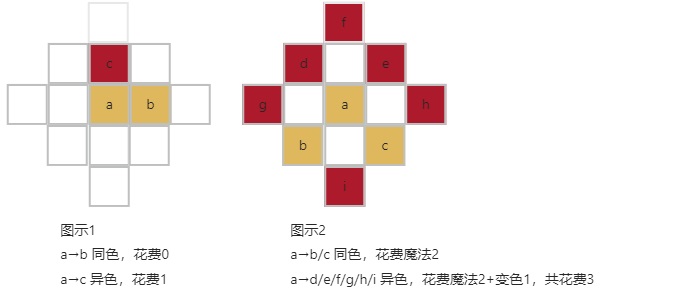 f
c
d
e
a
b
g
a
h
b
c
i
图示1
图示2
a→b 同色，花费0
a→b/c 同色，花费魔法2
a→c 异色，花费1
a→d/e/f/g/h/i 异色，花费魔法2+变色1，共花费3